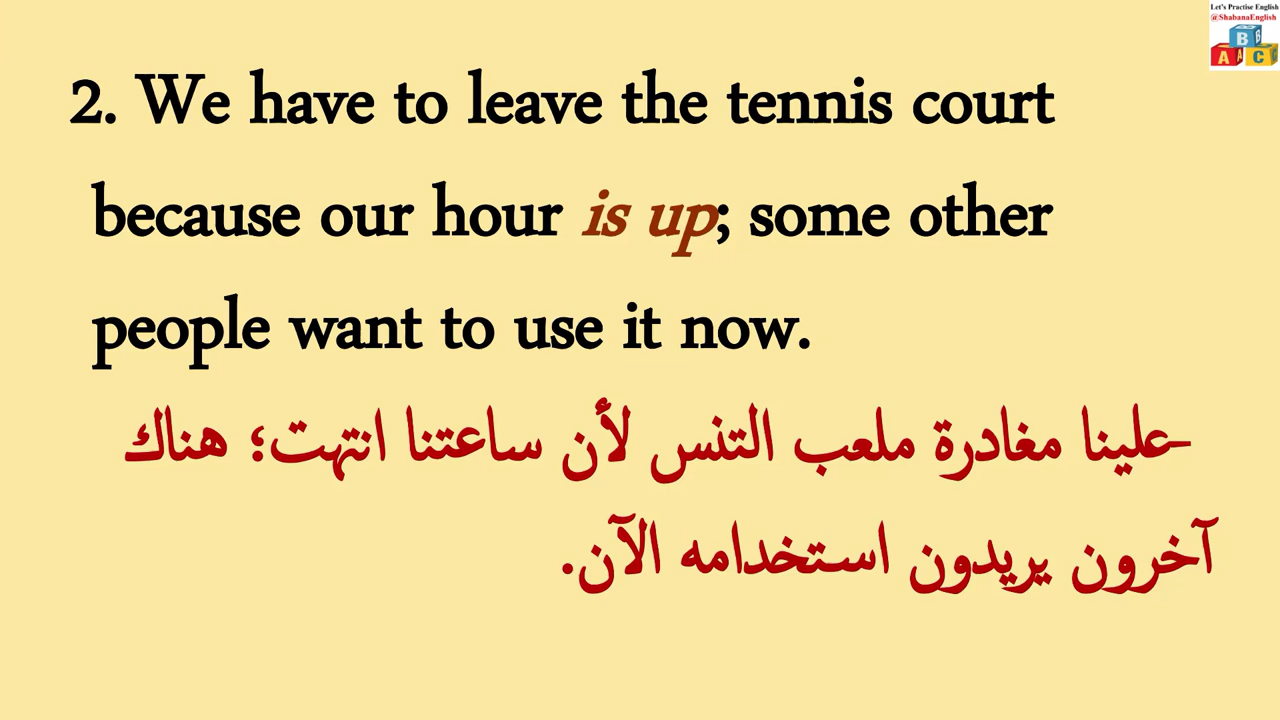 Let's Practise English
@ShabanaEnglish
B
B
A
A
C
C
2. We have to leave the tennis court
because our hour is up; some other
people want to use it now.
-علينا مغادرة ملعب التنس لأن ساعتنا انتهت؛ هناك
آخرون يريدون استخدامه الآن.